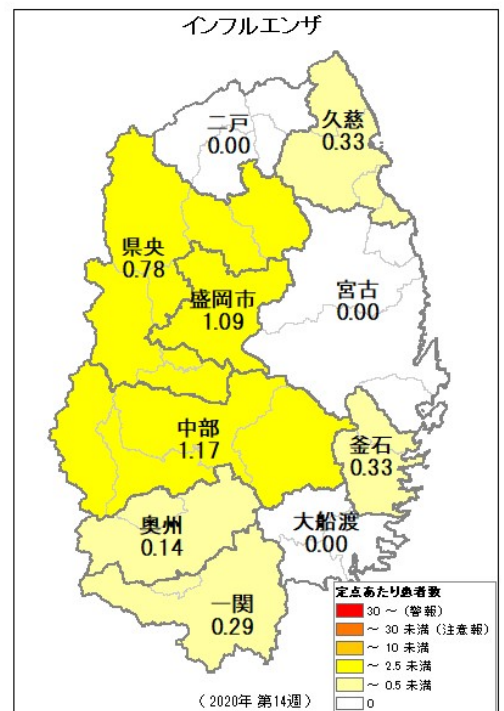 インフルエンザ
二戸
0.00
久慈
0.33
県央
0.78
盛岡市
1.09
宮古
0.00
中部
1.17
釜石
0.33
奥州
0.14
大船渡
0.00
一関
0.29
定点あたり患者数
30 ～ (警報)
～ 30 未満 (注意報)
～ 10 未満
～ 2.5 未満
～ 0.5 未満
0
（2020年 第14週）